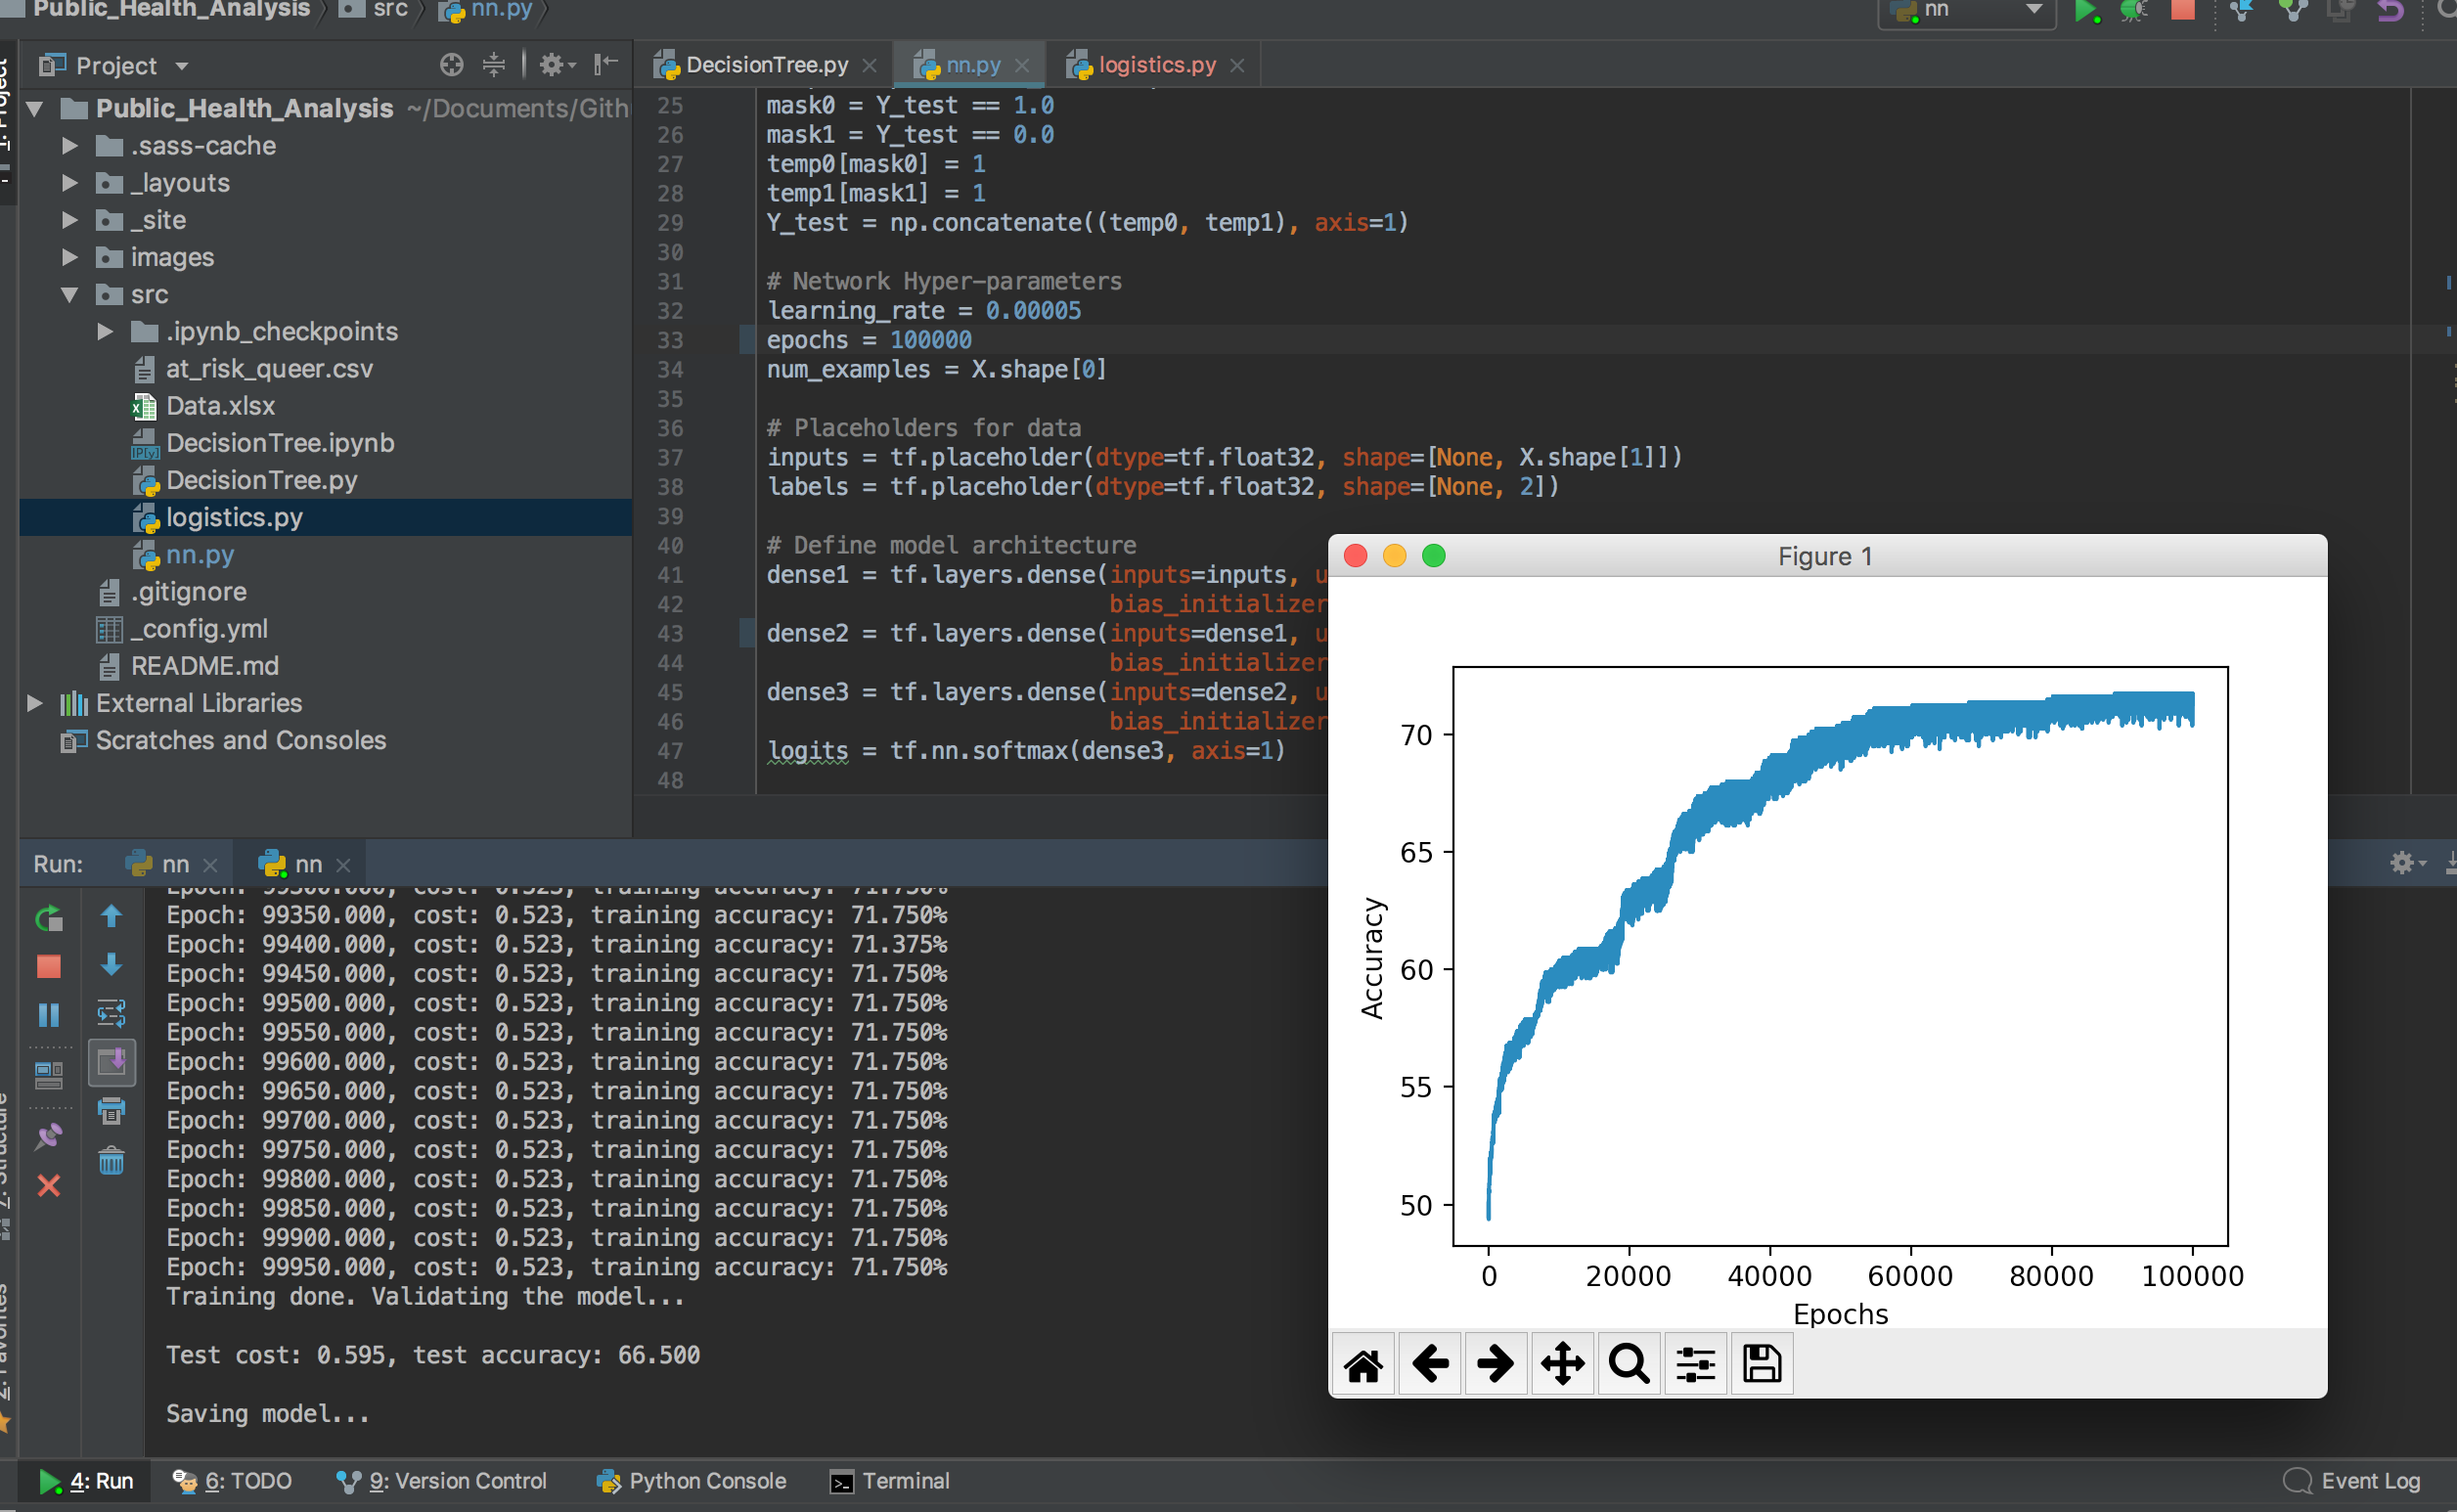 Public_Health_Analysis
src
nn.py
nn
1: Project
Project
DecisionTree.py
nn.py
logistics.py
Public_Health_Analysis ~/Documents/Gith
.sass-cache
_layouts
_site
images
src
.ipynb_checkpoints
at_risk_queer.csv
Data.xlsx
DecisionTree.ipynb
DecisionTree.py
logistics.py
nn.py
.gitignore
_config.yml
README.md
External Libraries
Scratches and Consoles
25 mask0 = Y_test == 1.0
26 mask1 = Y_test == 0.0
27 temp0[mask0] = 1
28 temp1[mask1] = 1
29 Y_test = np.concatenate((temp0, temp1), axis=1)
30
31 # Network Hyper-parameters
32 learning_rate = 0.00005
33 epochs = 100000
34 num_examples = X.shape[0]
35
36 # Placeholders for data
37 inputs = tf.placeholder(dtype=tf.float32, shape=[None, X.shape[1]])
38 labels = tf.placeholder(dtype=tf.float32, shape=[None, 2])
39
40 # Define model architecture
41 dense1 = tf.layers.dense(inputs=inputs, u
42 bias_initializer
43 dense2 = tf.layers.dense(inputs=dense1, u
44 bias_initializer
45 dense3 = tf.layers.dense(inputs=dense2, u
46 bias_initializer
47 logits = tf.nn.softmax(dense3, axis=1)
48
Figure 1
70
65
60
55
50
Accuracy
0 20000 40000 60000 80000 100000
Epochs
Run: nn nn
Epoch: 99300.000, cost: 0.523, training accuracy: 71.750%
Epoch: 99350.000, cost: 0.523, training accuracy: 71.750%
Epoch: 99400.000, cost: 0.523, training accuracy: 71.375%
Epoch: 99450.000, cost: 0.523, training accuracy: 71.750%
Epoch: 99500.000, cost: 0.523, training accuracy: 71.750%
Epoch: 99550.000, cost: 0.523, training accuracy: 71.750%
Epoch: 99600.000, cost: 0.523, training accuracy: 71.750%
Epoch: 99650.000, cost: 0.523, training accuracy: 71.750%
Epoch: 99700.000, cost: 0.523, training accuracy: 71.750%
Epoch: 99750.000, cost: 0.523, training accuracy: 71.750%
Epoch: 99800.000, cost: 0.523, training accuracy: 71.750%
Epoch: 99850.000, cost: 0.523, training accuracy: 71.750%
Epoch: 99900.000, cost: 0.523, training accuracy: 71.750%
Epoch: 99950.000, cost: 0.523, training accuracy: 71.750%
Training done. Validating the model...
Test cost: 0.595, test accuracy: 66.500
Saving model...
7: Structure
2: Favorites
4: Run
6: TODO
9: Version Control
Python Console
Terminal
Event Log